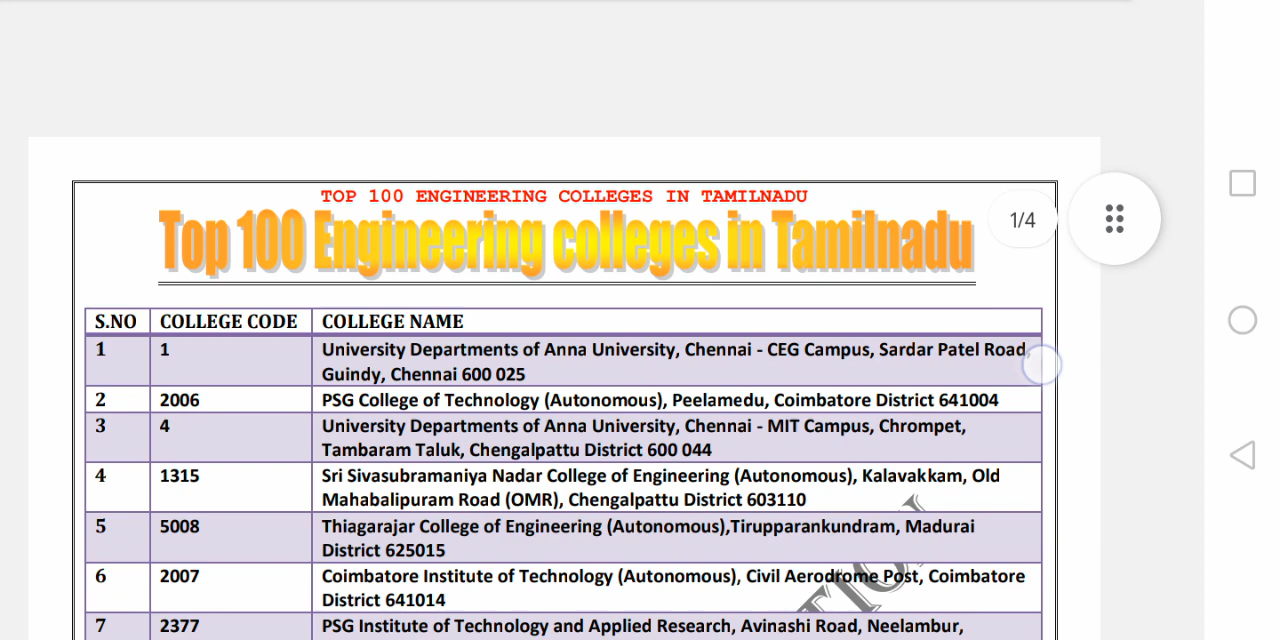 TOP 100 ENGINEERING COLLEGES IN TAMILNADU
Top 100 Engineering colleges in Tamilnadu
1/4
S.NO COLLEGE CODE COLLEGE NAME
1 1 University Departments of Anna University, Chennai - CEG Campus, Sardar Patel Road,
Guindy, Chennai 600 025
2 2006 PSG College of Technology (Autonomous), Peelamedu, Coimbatore District 641004
3 4 University Departments of Anna University, Chennai - MIT Campus, Chrompet,
Tambaram Taluk, Chengalpattu District 600 044
4 1315 Sri Sivasubramaniya Nadar College of Engineering (Autonomous), Kalavakkam, Old
Mahabalipuram Road (OMR), Chengalpattu District 603110
5 5008 Thiagarajar College of Engineering (Autonomous),Tirupparankundram, Madurai
District 625015
6 2007 Coimbatore Institute of Technology (Autonomous), Civil Aerodrome Post, Coimbatore
District 641014
7 2377 PSG Institute of Technology and Applied Research, Avinashi Road, Neelambur,